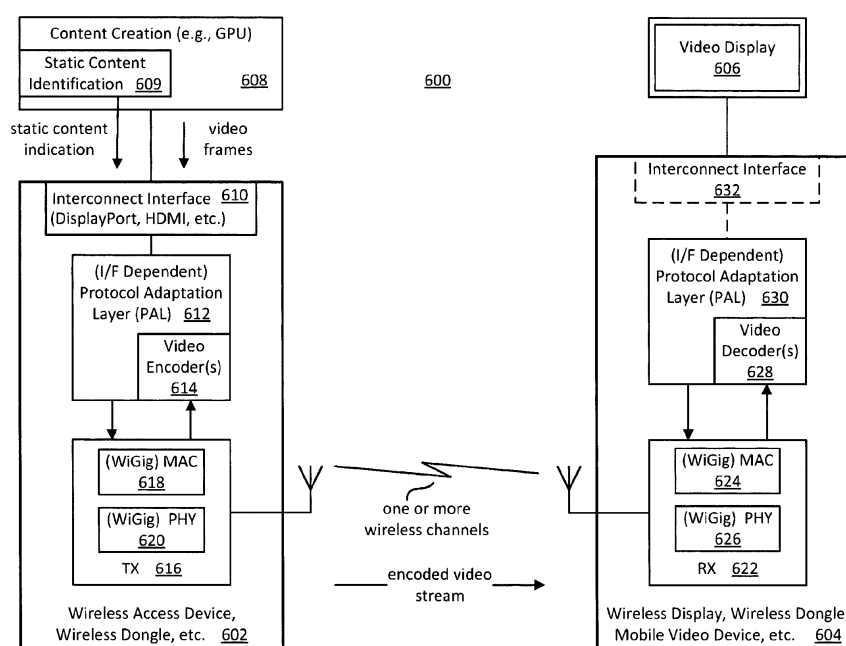 Content Creation (e.g., GPU)
Static Content
Identification 609
608
static content
indication
video
frames
600
Video Display
606
Interconnect Interface 610
(DisplayPort, HDMI, etc.)
(I/F Dependent)
Protocol Adaptation
Layer (PAL)
612
Video
Encoder(s)
614
(WiGig) MAC
618
(WiGig) PHY
620
TX 616
Wireless Access Device,
Wireless Dongle, etc. 602
one or more
wireless channels
encoded video
stream
Interconnect Interface
632
(I/F Dependent)
Protocol Adaptation
Layer (PAL) 630
Video
Decoder(s)
628
(WiGig) MAC
624
(WiGig) PHY
626
RX 622
Wireless Display, Wireless Dongle,
Mobile Video Device, etc. 604